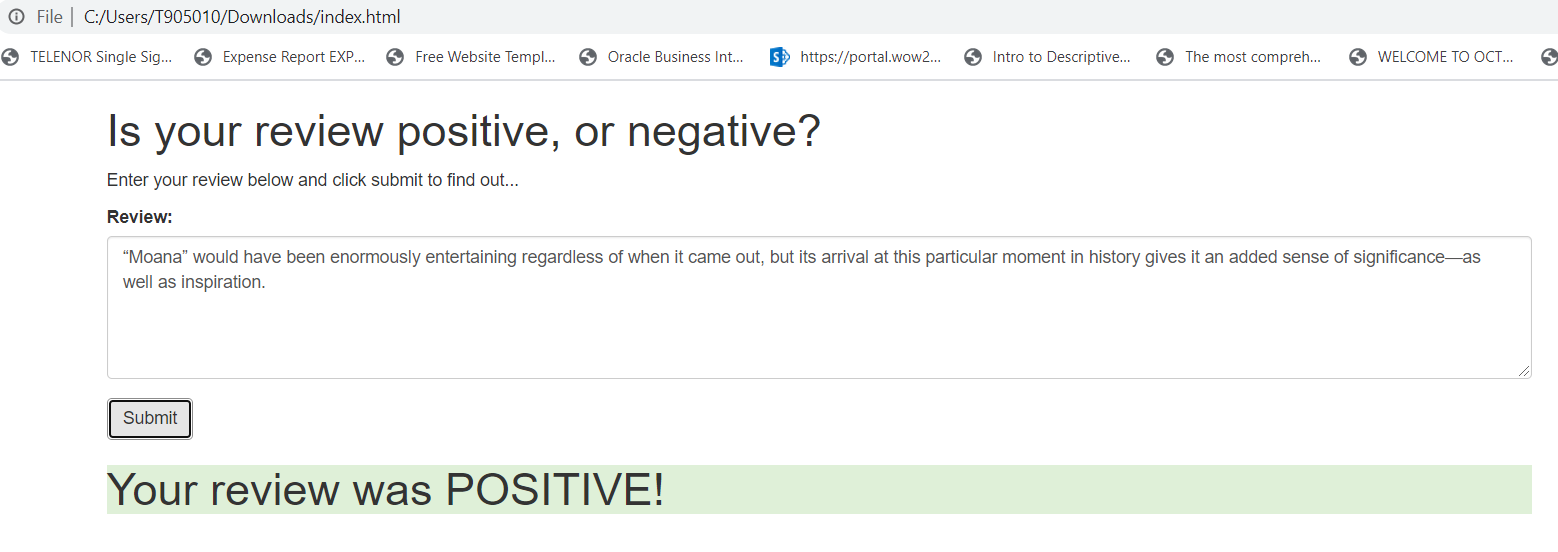 File | C:/Users/T905010/Downloads/index.html
TELENOR Single Sig... Expense Report EXP... Free Website Templ... Oracle Business Int... https://portal.wow2... Intro to Descriptive... The most compreh... WELCOME TO OCT...
Is your review positive, or negative?
Enter your review below and click submit to find out...
Review:
“Moana” would have been enormously entertaining regardless of when it came out, but its arrival at this particular moment in history gives it an added sense of significance—as
well as inspiration.
Submit
Your review was POSITIVE!